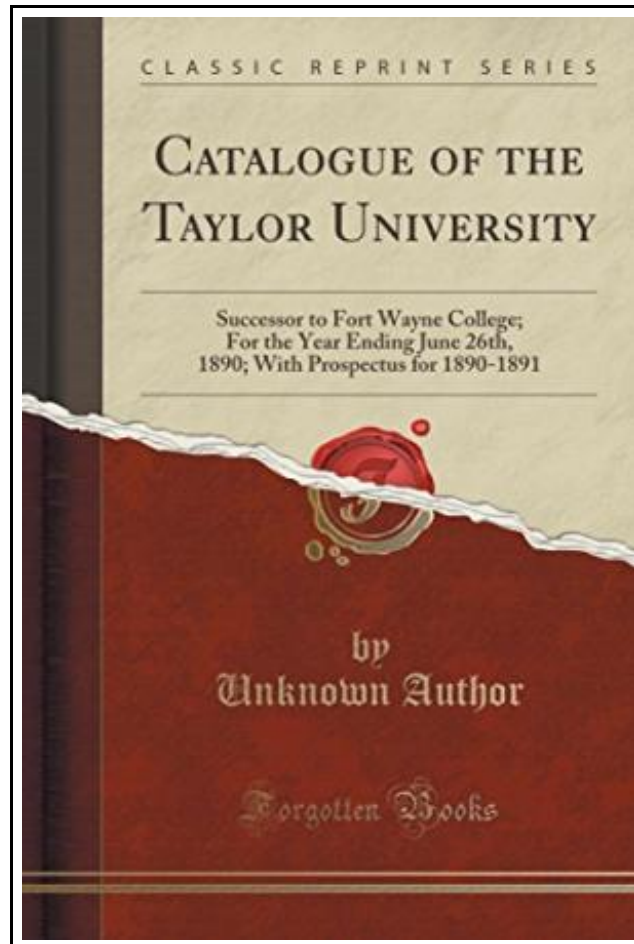 CLASSIC REPRINT SERIES
CATALOGUE OF THE
TAYLOR UNIVERSITY
Successor to Fort Wayne College;
For the Year Ending June 26th,
1890; With Prospectus for 1890-1891
by
Unknown Author
Forgotten Books